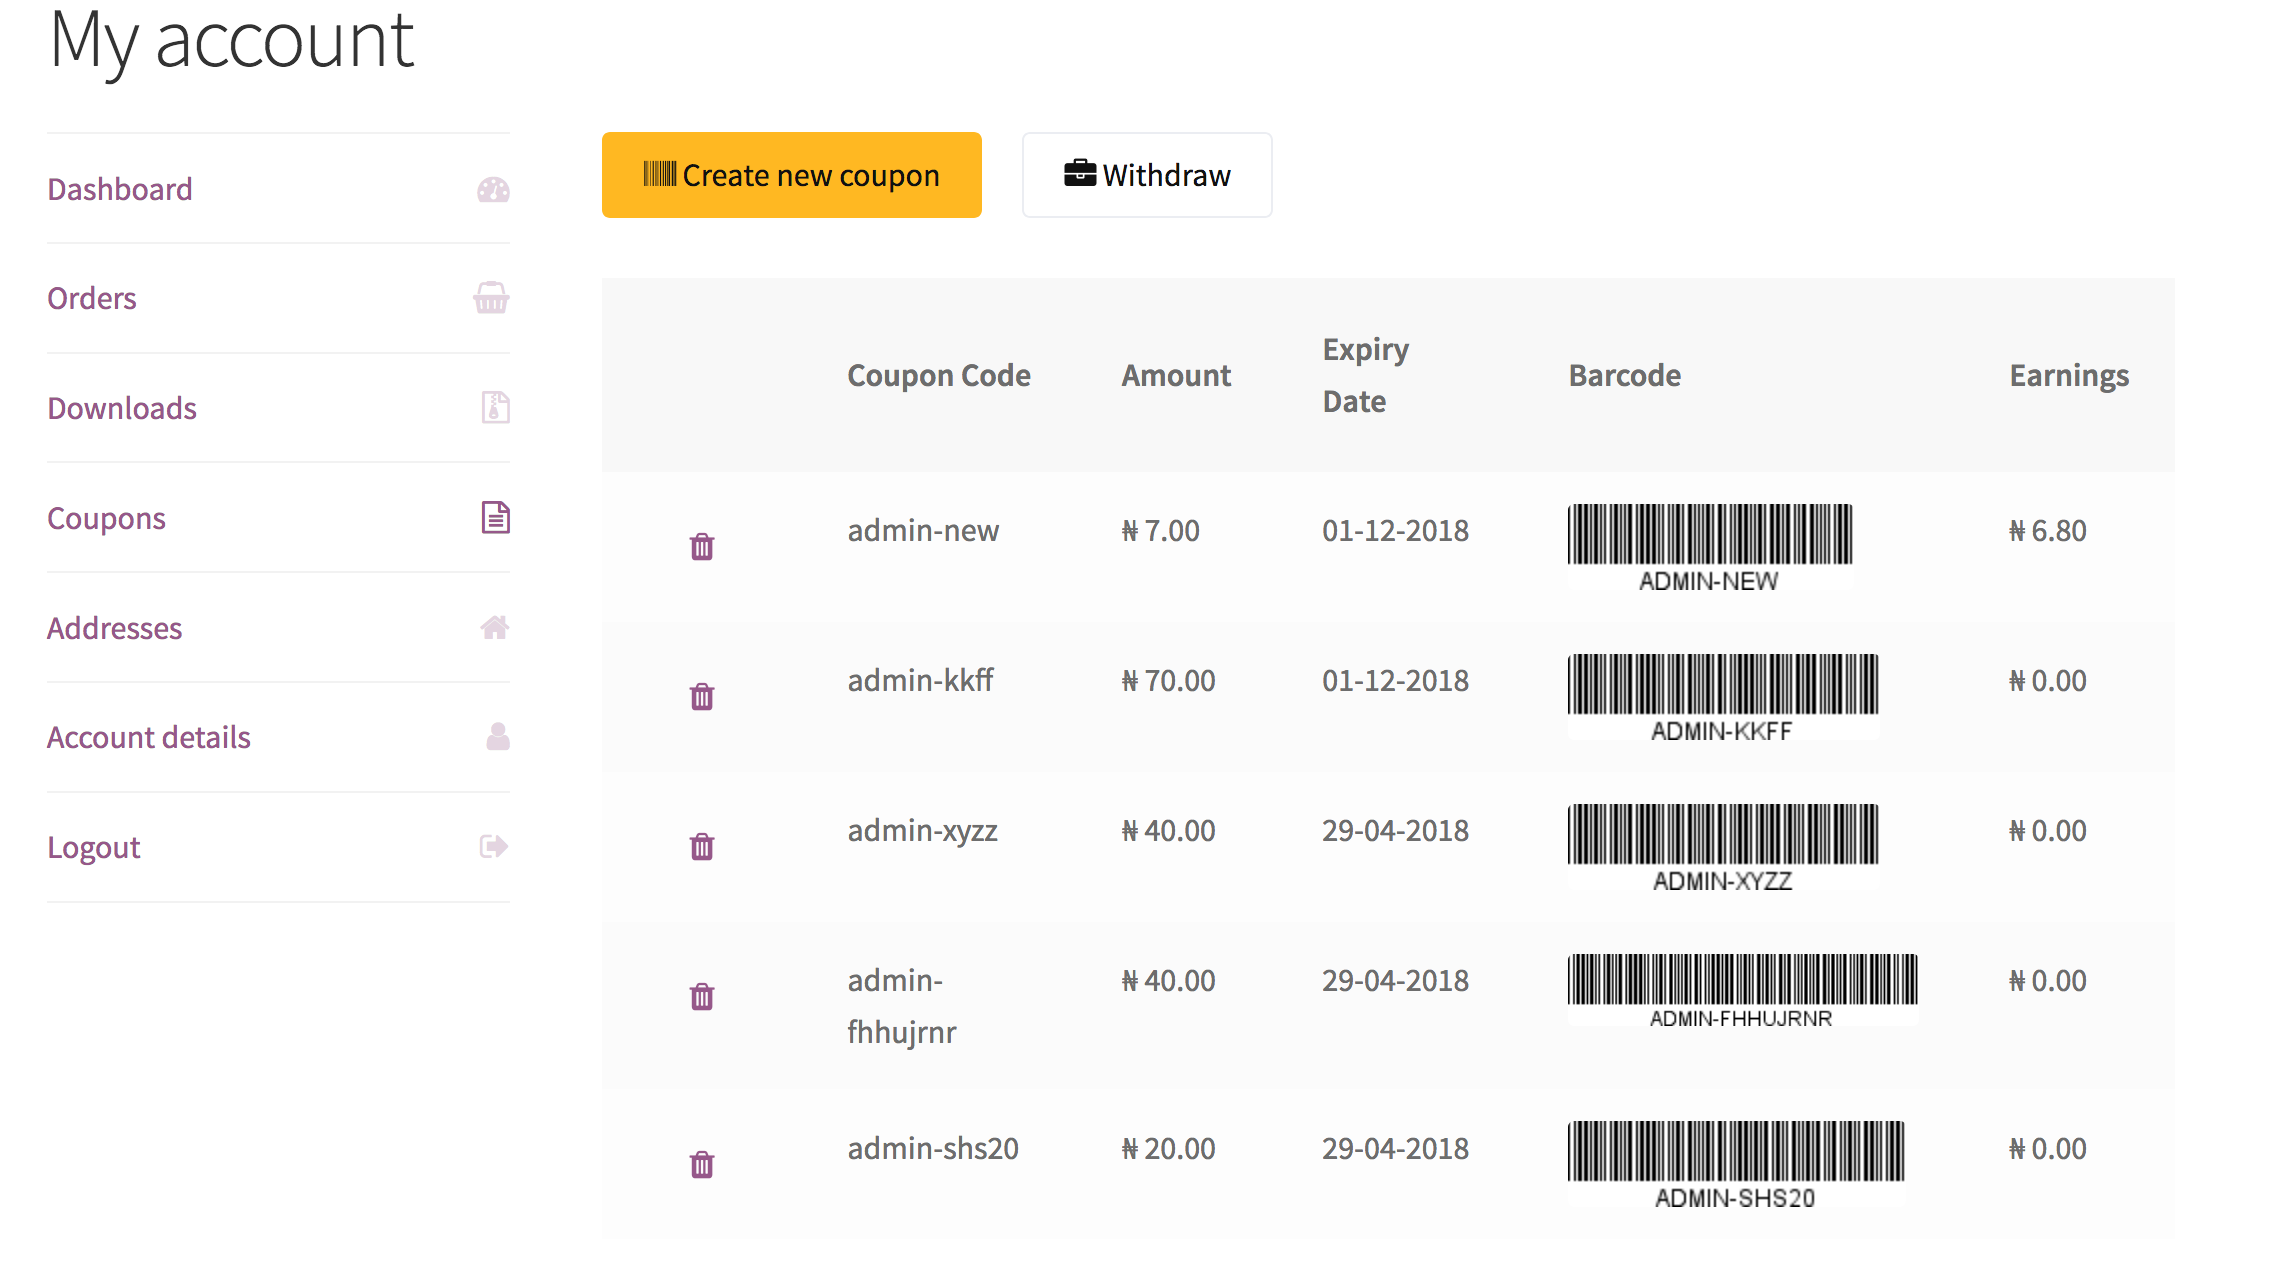 My account
Dashboard
Orders
Downloads
Coupons
Addresses
Account details
Logout
Create new coupon
Withdraw
Coupon Code Amount Expiry Date Barcode Earnings
admin-new ₦ 7.00 01-12-2018 ₦ 6.80
ADMIN-NEW
admin-kkff ₦ 70.00 01-12-2018 ₦ 0.00
ADMIN-KKFF
admin-xyzz ₦ 40.00 29-04-2018 ₦ 0.00
ADMIN-XYZZ
admin- ₦ 40.00 29-04-2018 ₦ 0.00
fhhujrnr ADMIN-FHHUJRNR
admin-shs20 ₦ 20.00 29-04-2018 ₦ 0.00
ADMIN-SHS20